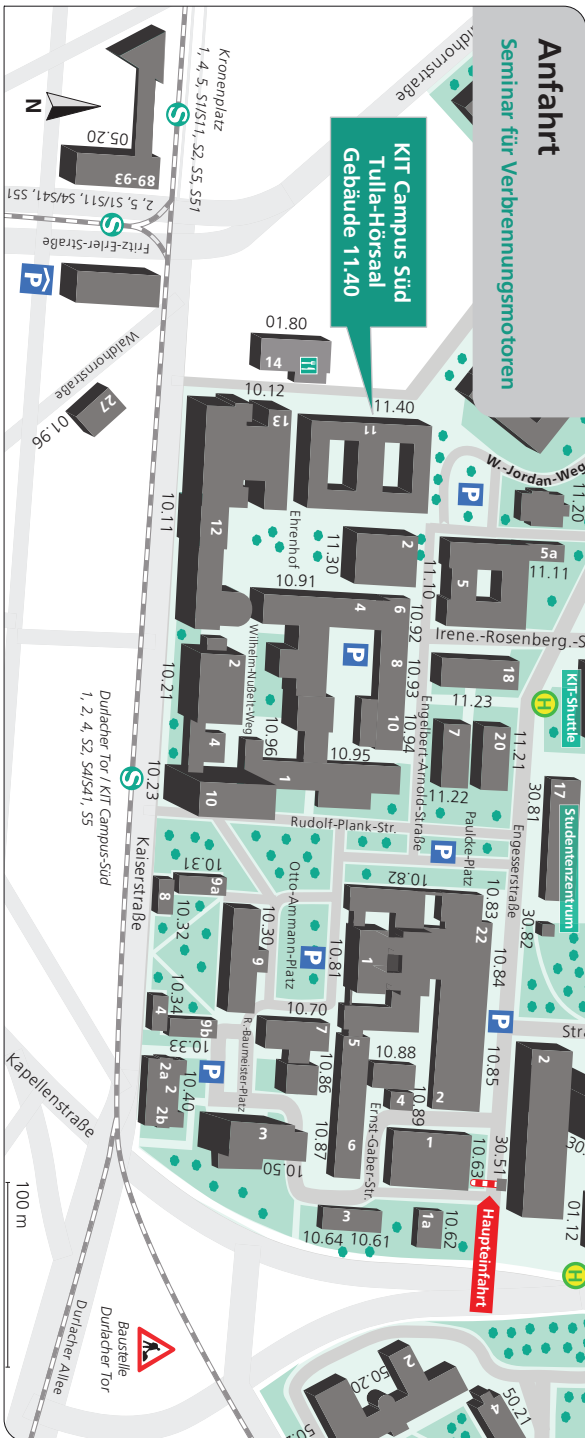 Anfahrt
Seminar für Verbrennungsmotoren
KIT Campus Süd
Tulla-Hörsaal
Gebäude 11.40
Kronenplatz
1, 4, 5, S1/S11, S2, S5, S51
N
05.20
89-93
2, 5, S1/S11, S4/S41, S51
S
S
Fritz-Erler-Straße
P
Waldhornstraße
27
01.96
01.80
14
10.12
11.40
13
11
12
10.11
Ehrenhof
W.-Jordan-Weg
P
11.20
5a
11.11
5
11.10
2
11.30
10.91
4
6
10.92
8
10.93
10
10.94
P
Wilhelm-Nußelt-Weg
10.96
10.95
2
4
1
10
10.21
10.23
S
Durlacher Tor / KIT Campus-Süd
1, 2, 4, S2, S4/S41, S5
Kaiserstraße
18
11.23
7
20
11.22
11.21
Engelbert-Arnold-Straße
Engesserstraße
Paulcke-Platz
P
Rudolf-Plank-Str.
H
KIT-Shuttle
17
Studentenzentrum
30.81
30.82
10.82
10.83
22
10.84
10.85
P
1
2
10.81
Otto-Ammann-Platz
P
10.31
9a
8
10.32
10.30
9
10.34
4
9b
10.33
R.-Baumeister-Platz
P
10.40
2a
2
2b
10.70
7
10.86
5
10.88
4
10.89
6
10.87
Ernst-Gaber-Str.
3
10.50
1
10.63
30.51
2
01.12
H
Haupteinfahrt
1a
10.62
3
10.64
10.61
Kapellenstraße
100 m
Baustelle
Durlacher Tor
Durlacher Allee
2
50.20
4
50.21